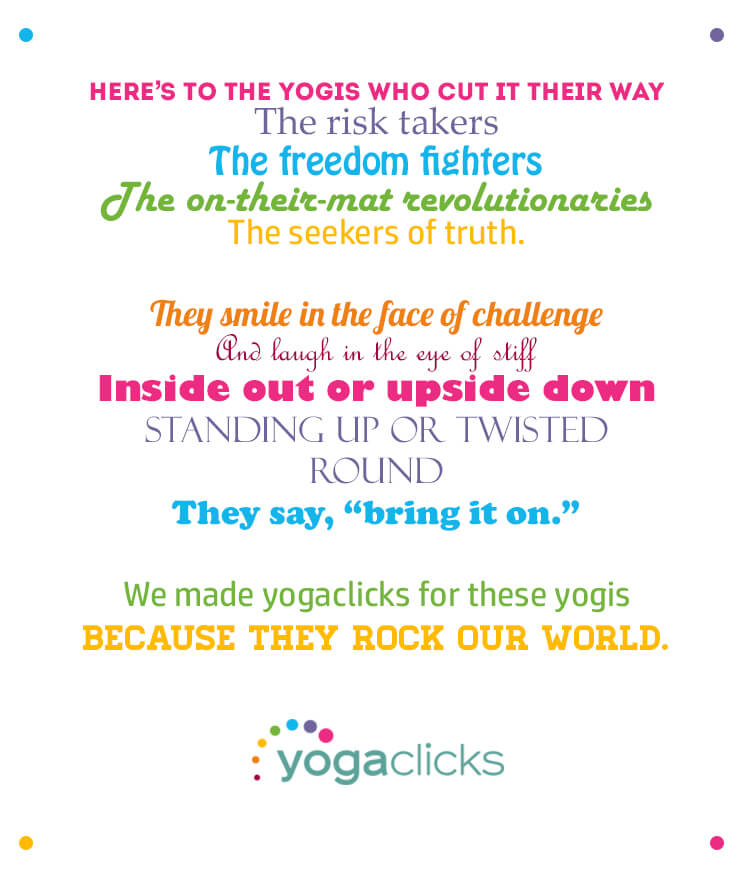 HERE'S TO THE YOGIS WHO CUT IT THEIR WAY
The risk takers
The freedom fighters
The on-their-mat revolutionaries
The seekers of truth.
They smile in the face of challenge
And laugh in the eye of stiff
Inside out or upside down
STANDING UP OR TWISTED
ROUND
They say, “bring it on.”
We made yogaclicks for these yogis
BECAUSE THEY ROCK OUR WORLD.
yogaclicks